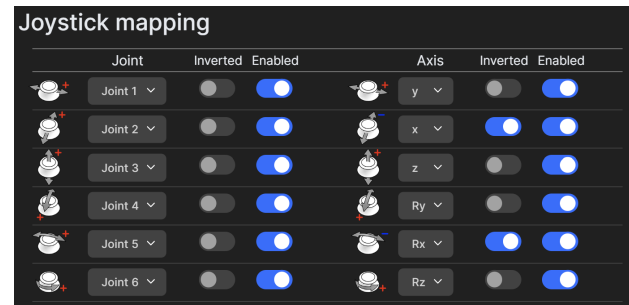 Joystick mapping
Joint Inverted Enabled Axis Inverted Enabled
+ Joint 1 + y
+ Joint 2 - x
+ Joint 3 + z
+ Joint 4 + Ry
+ Joint 5 - Rx
+ Joint 6 + Rz